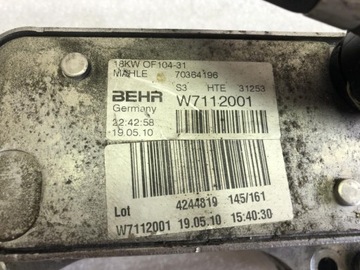 18KW OF104-31
MAHLE 70384196
S3 HTE 31253
BEHR W7112001
Germany
22:42:58
19.05.10
Lot 4244819 145/161
W7112001 19.05.10 15:40:30